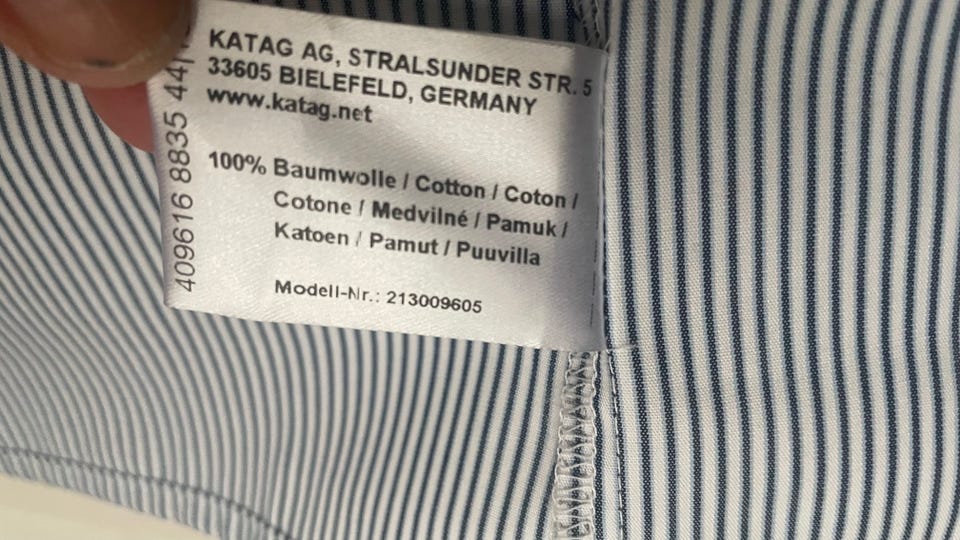 KATAG AG, STRALSUNDER STR. 5
33605 BIELEFELD, GERMANY
www.katag.net
100% Baumwolle / Cotton / Coton /
Cotone / Medvilné / Pamuk /
Katoen / Pamut / Puuvilla
Modell-Nr.: 213009605
409616 8835 44